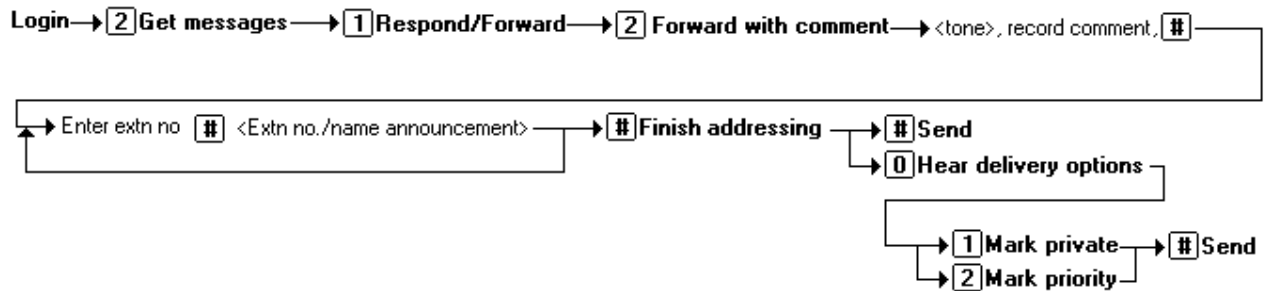 Login 2 Get messages 1 Respond/Forward 2 Forward with comment <tone>, record comment, #
Enter extn no # <Extn no./name announcement> # Finish addressing # Send
0 Hear delivery options
1 Mark private # Send
2 Mark priority